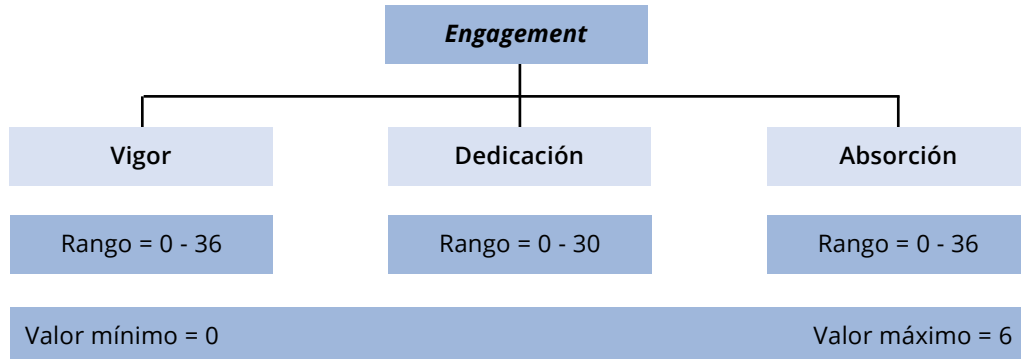 Engagement
Vigor
Dedicación
Absorción
Rango = 0 - 36
Rango = 0 - 30
Rango = 0 - 36
Valor mínimo = 0
Valor máximo = 6